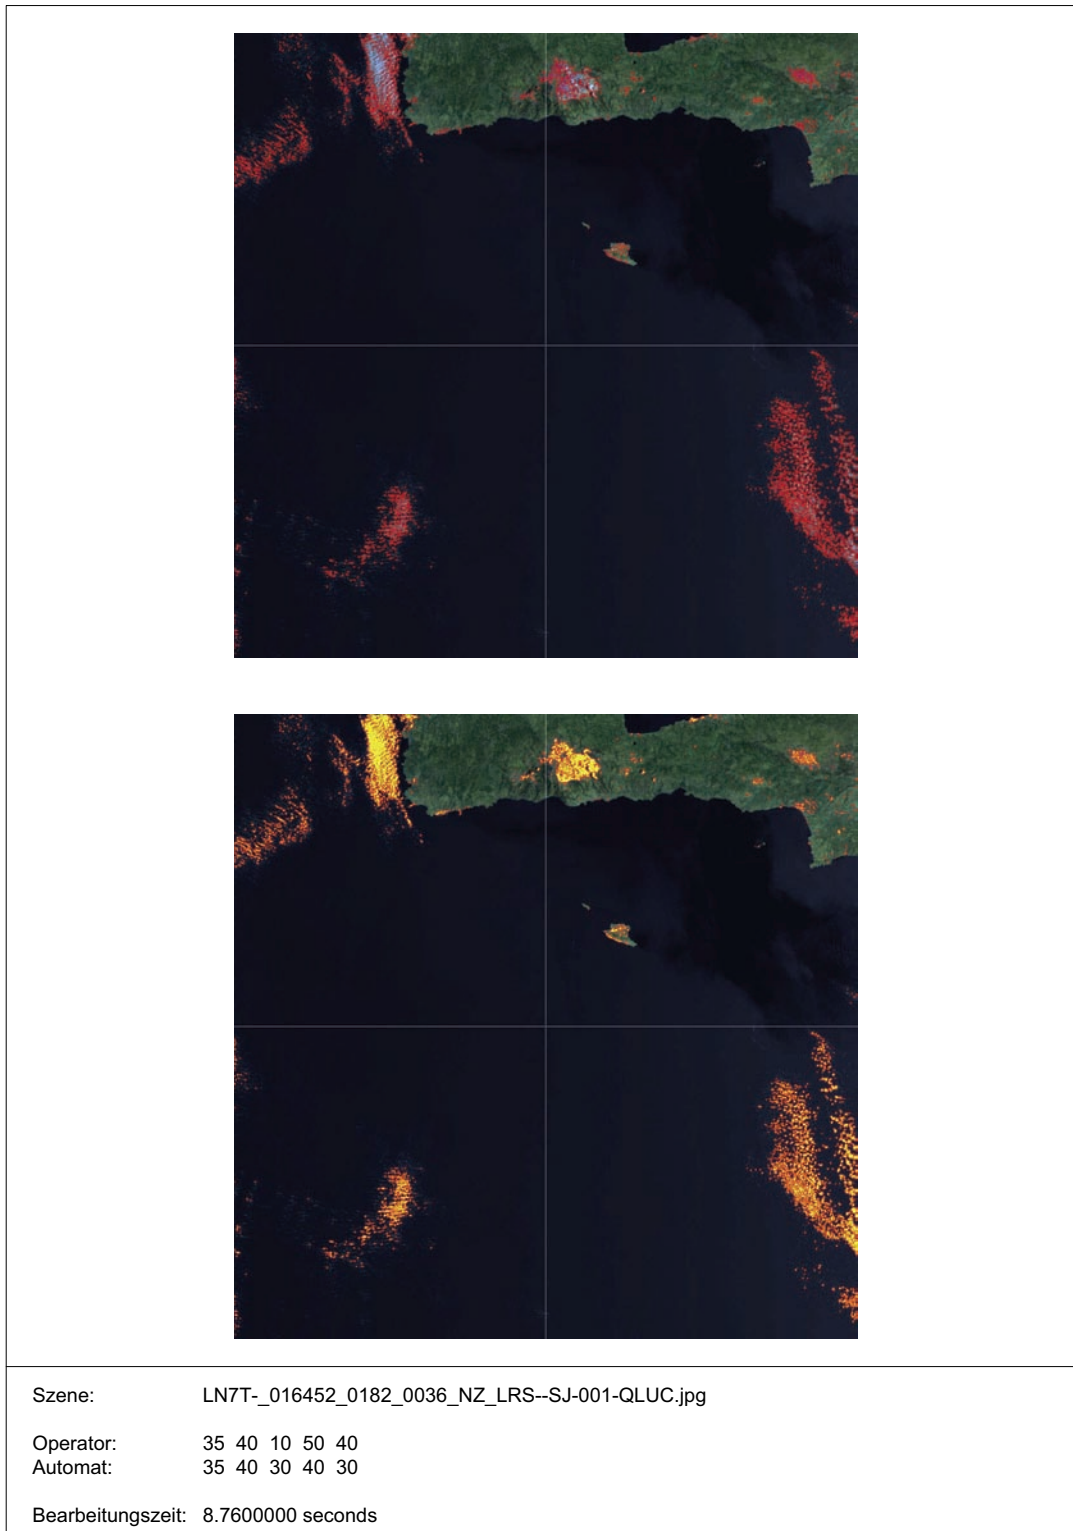 Szene: LN7T-_016452_0182_0036_NZ_LRS--SJ-001-QLUC.jpg
Operator: 35 40 10 50 40
Automat: 35 40 30 40 30
Bearbeitungszeit: 8.7600000 seconds